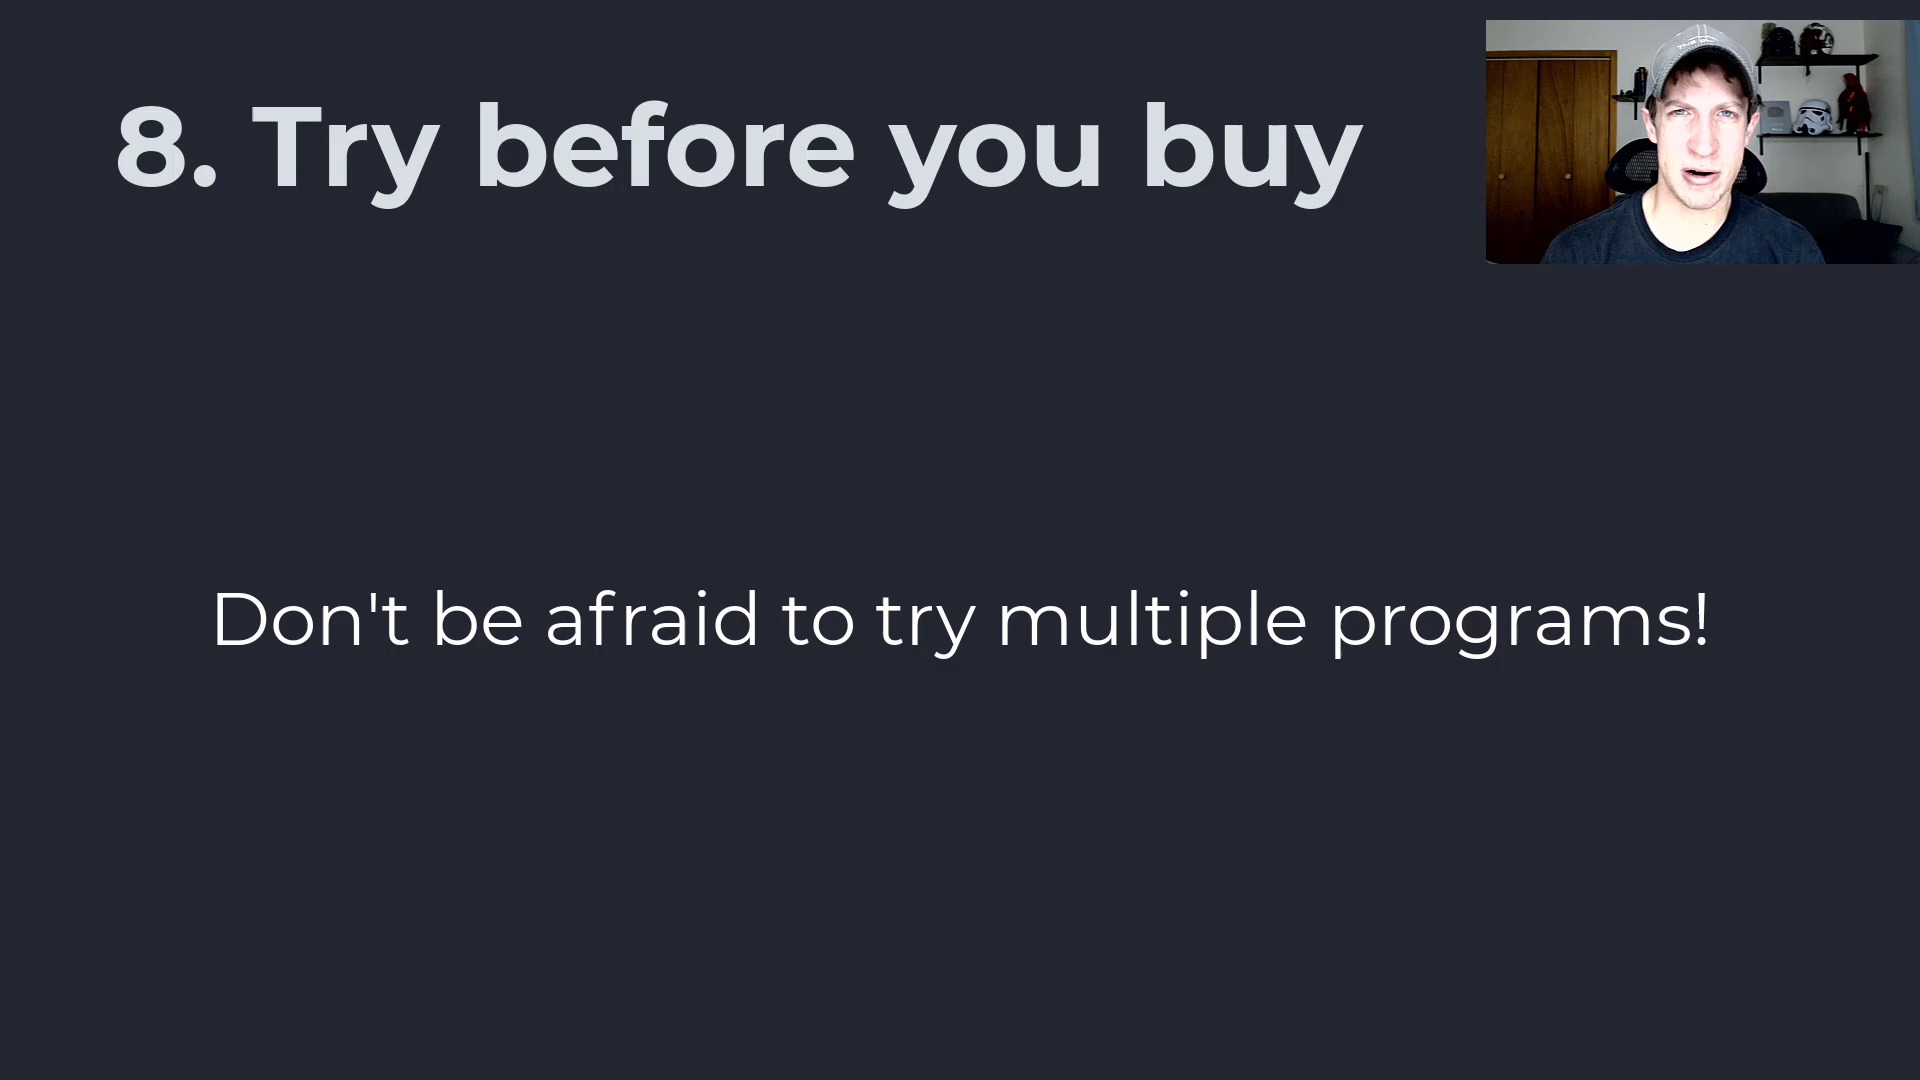 8. Try before you buy
Don't be afraid to try multiple programs!